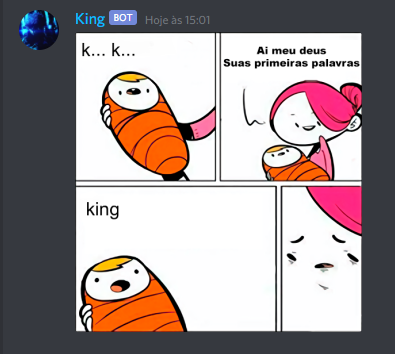 King BOT Hoje às 15:01
k... k...
Ai meu deus
Suas primeiras palavras
king